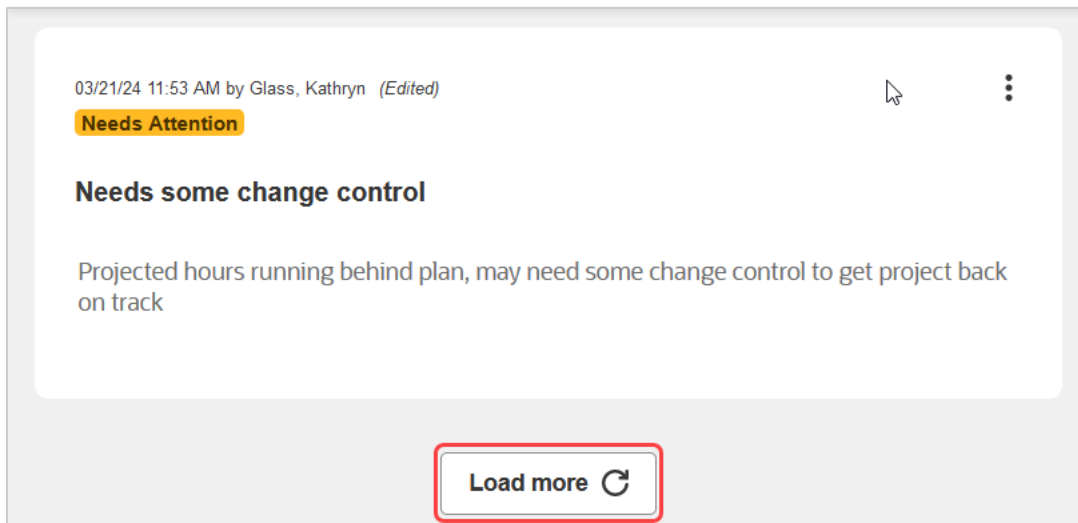 03/21/24 11:53 AM by Glass, Kathryn (Edited)
Needs Attention
Needs some change control
Projected hours running behind plan, may need some change control to get project back
on track
Load more